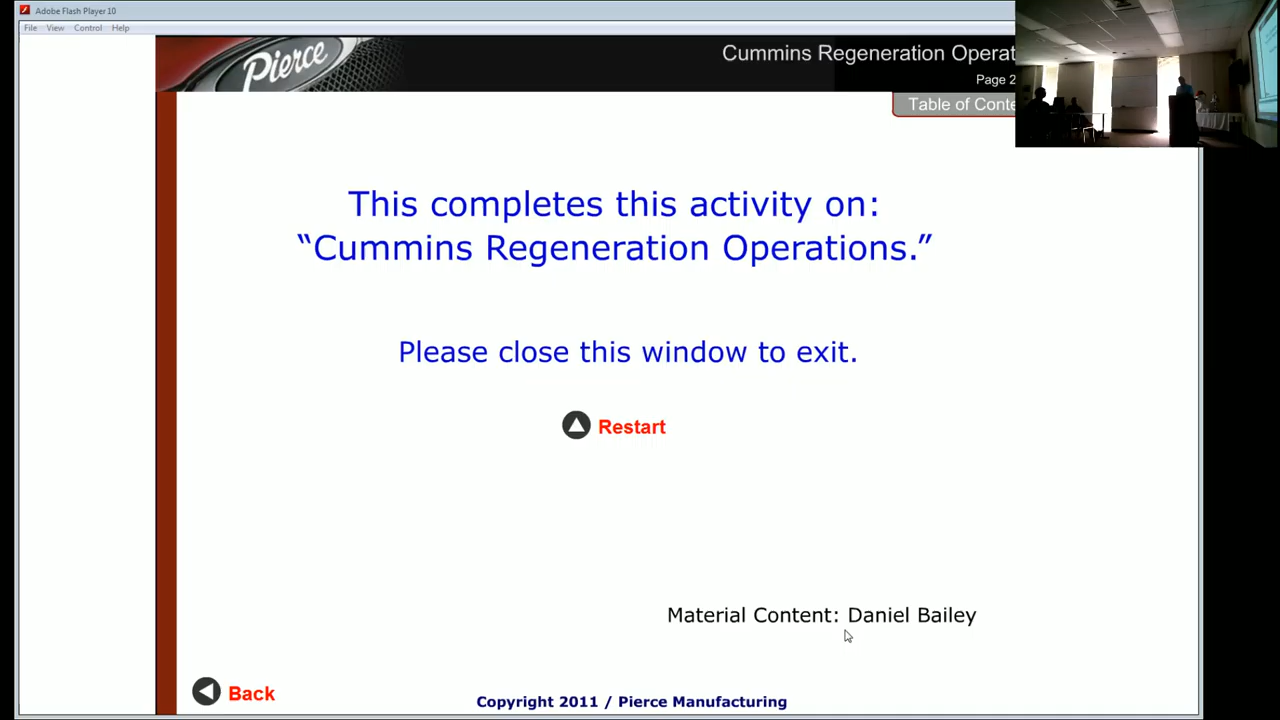 Adobe Flash Player 10
File View Control Help
Pierce
Cummins Regeneration Operat
Page 2
Table of Conte
This completes this activity on:
“Cummins Regeneration Operations.”
Please close this window to exit.
Restart
Material Content: Daniel Bailey
Back
Copyright 2011 / Pierce Manufacturing